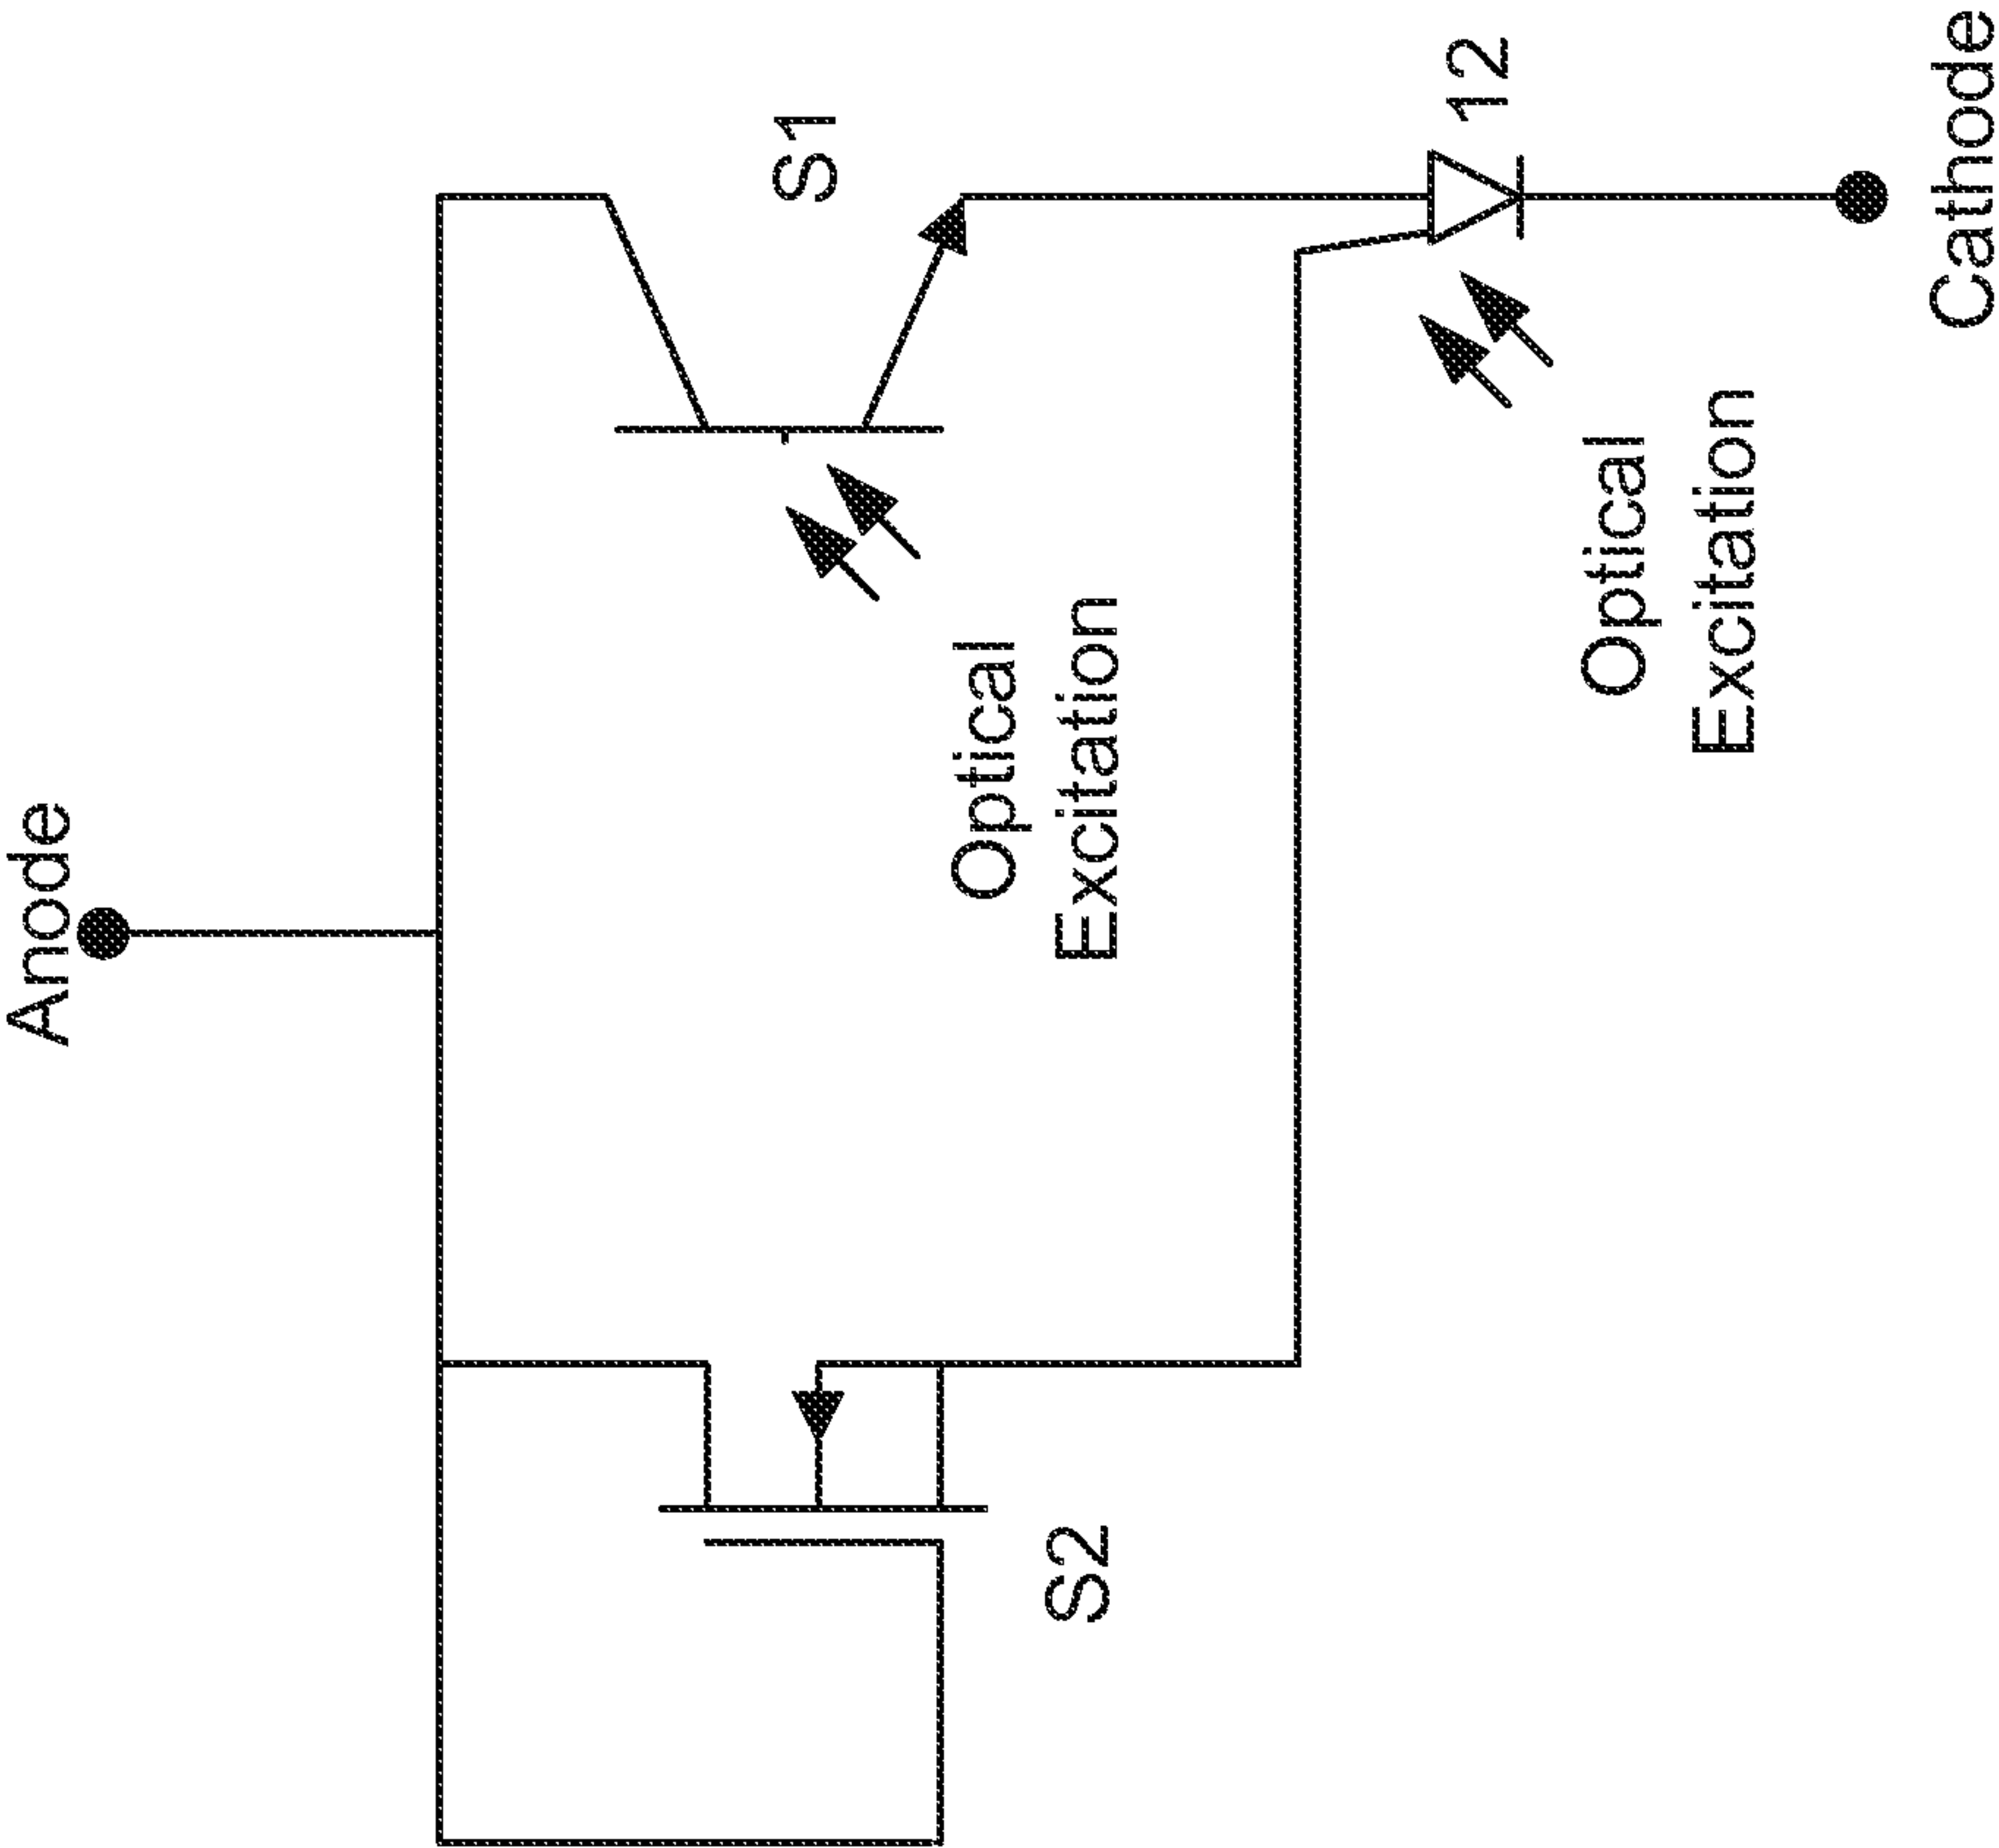 Anode
S1
Optical
Excitation
S2
12
Optical
Excitation
Cathode